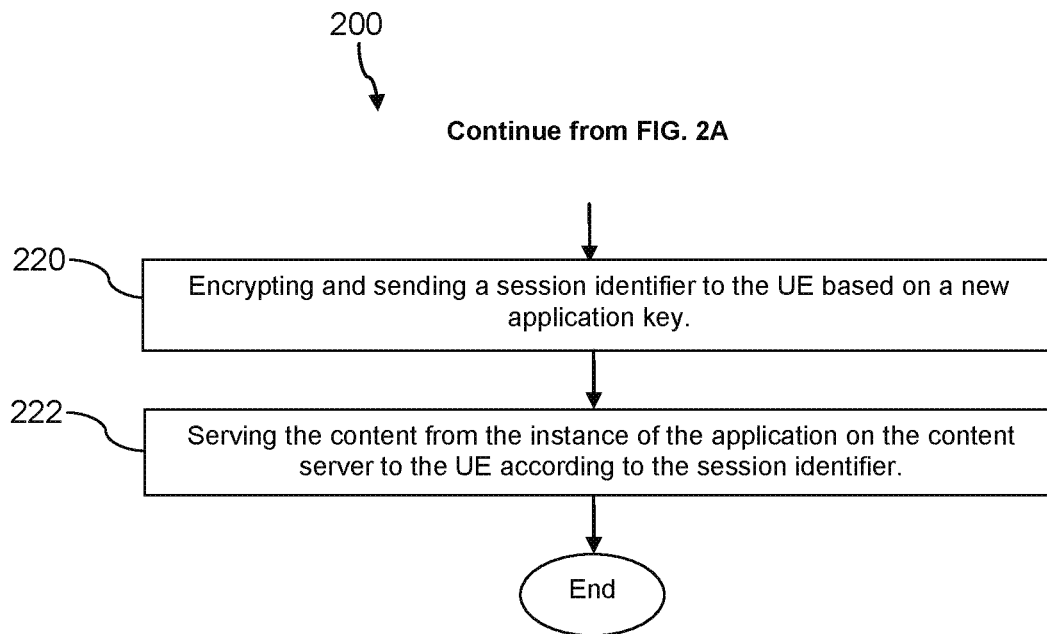 200
Continue from FIG. 2A
220
Encrypting and sending a session identifier to the UE based on a new
application key.
222
Serving the content from the instance of the application on the content
server to the UE according to the session identifier.
End